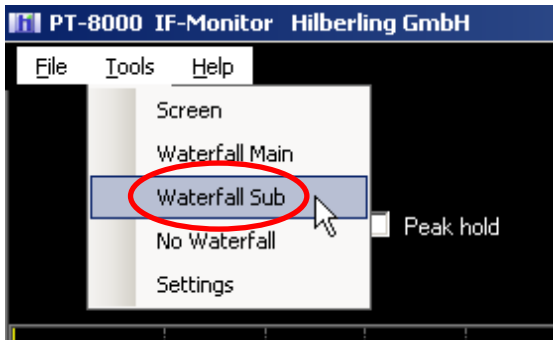 PT-8000 IF-Monitor Hilberling GmbH
File Tools Help
Screen
Waterfall Main
Waterfall Sub
Peak hold
No Waterfall
Settings